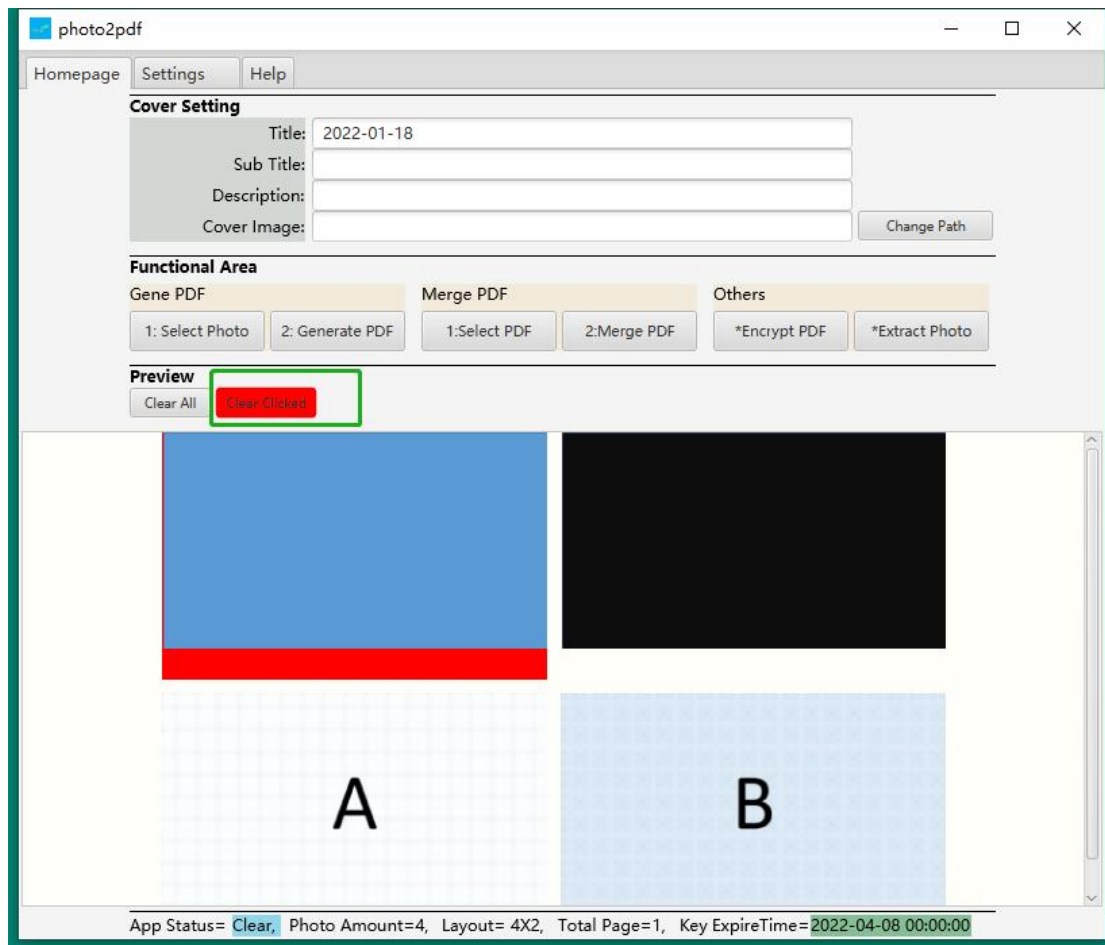 photo2pdf
Homepage Settings Help
Cover Setting
Title: 2022-01-18
Sub Title:
Description:
Cover Image: Change Path
Functional Area
Gene PDF Merge PDF Others
1: Select Photo 2: Generate PDF 1:Select PDF 2:Merge PDF *Encrypt PDF *Extract Photo
Preview
Clear All Clear Clicked
A B
App Status= Clear, Photo Amount=4, Layout= 4X2, Total Page=1, Key ExpireTime=2022-04-08 00:00:00